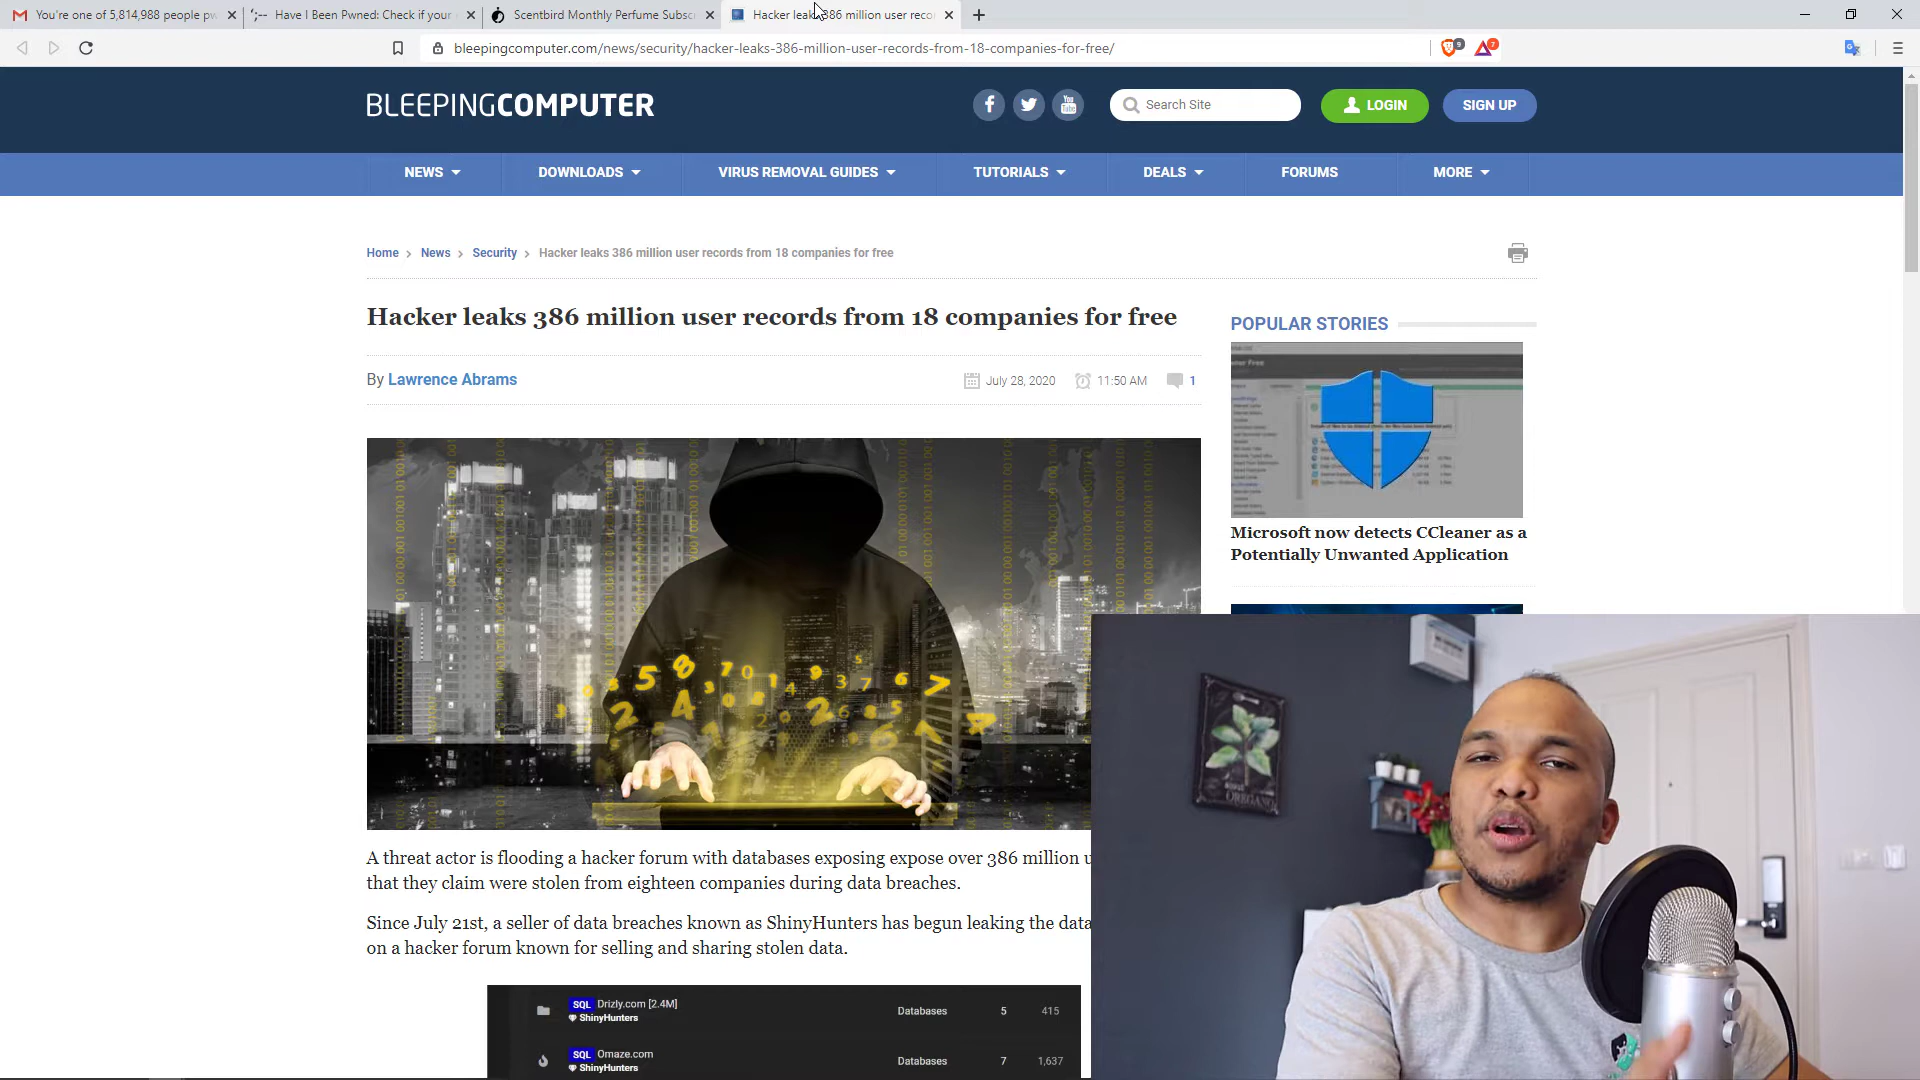 You're one of 5,814,988 people pw
Have I Been Pwned: Check if your
Scentbird Monthly Perfume Subsc
Hacker leaks 386 million user reco
bleepingcomputer.com/news/security/hacker-leaks-386-million-user-records-from-18-companies-for-free/
9
7
BLEEPINGCOMPUTER
You Tube
Search Site
LOGIN
SIGN UP
NEWS
DOWNLOADS
VIRUS REMOVAL GUIDES
TUTORIALS
DEALS
FORUMS
MORE
Home > News > Security > Hacker leaks 386 million user records from 18 companies for free
Hacker leaks 386 million user records from 18 companies for free
By Lawrence Abrams
July 28, 2020
11:50 AM
1
POPULAR STORIES
Microsoft now detects CCleaner as a
Potentially Unwanted Application
A threat actor is flooding a hacker forum with databases exposing expose over 386 million u
that they claim were stolen from eighteen companies during data breaches.
Since July 21st, a seller of data breaches known as ShinyHunters has begun leaking the data
on a hacker forum known for selling and sharing stolen data.
SQL Drizly.com [2.4M]
ShinyHunters
Databases 5 415
SQL Omaze.com
ShinyHunters
Databases 7 1,637
OREGANO